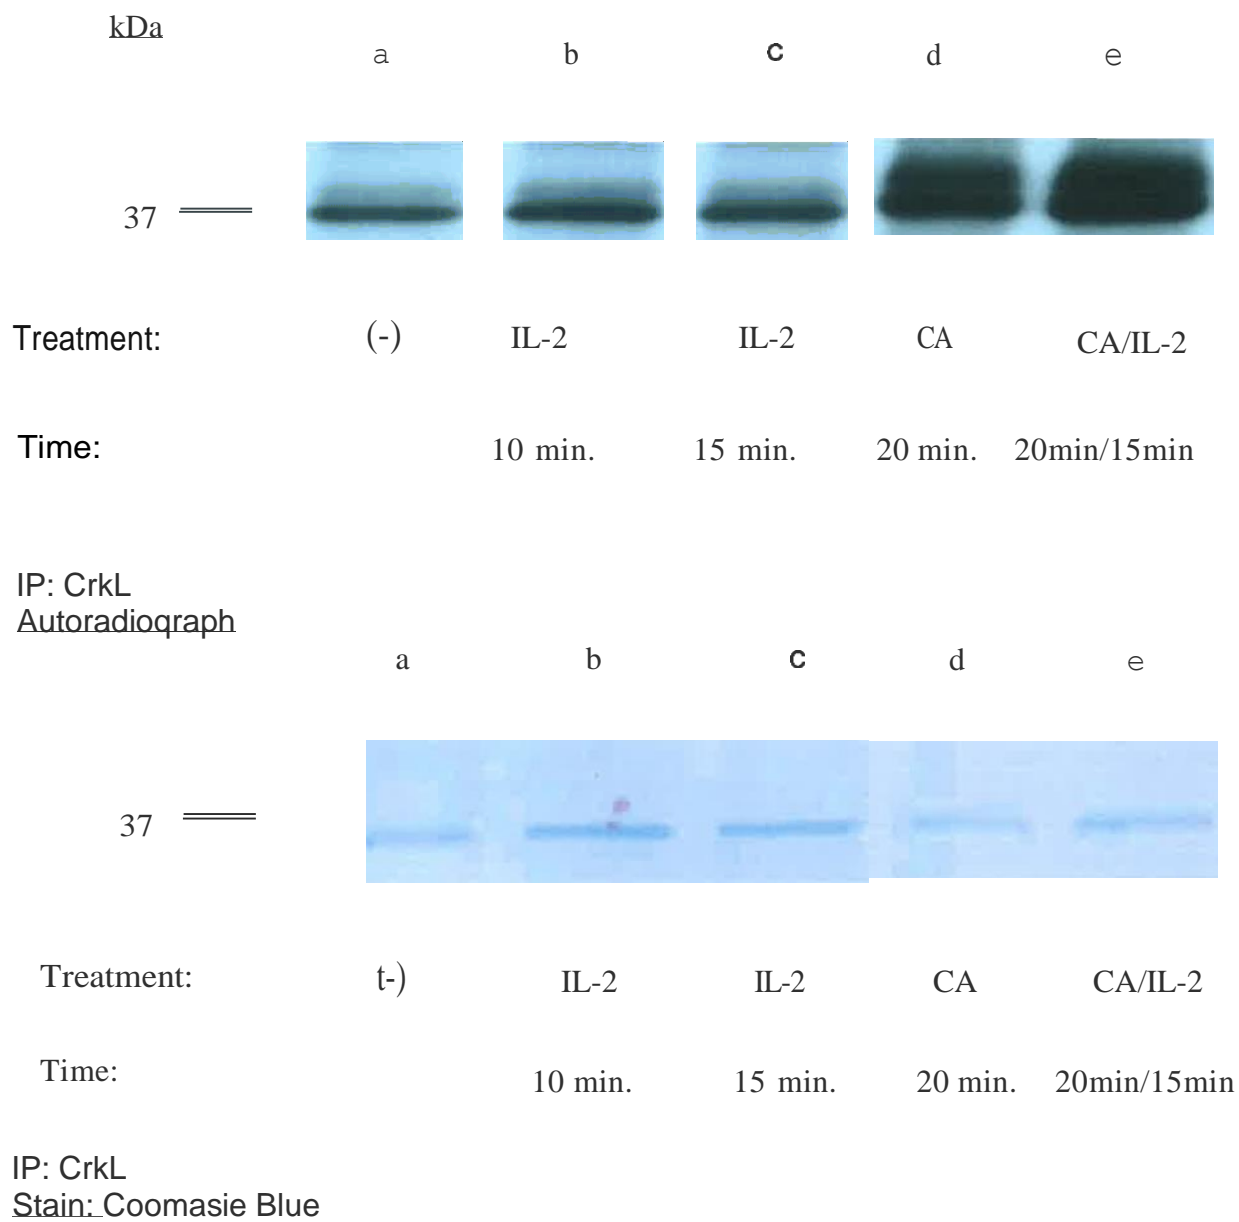 kDa
a b c d e
37
Treatment: (-) IL-2 IL-2 CA CA/IL-2
Time: 10 min. 15 min. 20 min. 20min/15min
IP: CrkL
Autoradioqraph
a b c d e
37
Treatment: t-) IL-2 IL-2 CA CA/IL-2
Time: 10 min. 15 min. 20 min. 20min/15min
IP: CrkL
Stain: Coomasie Blue